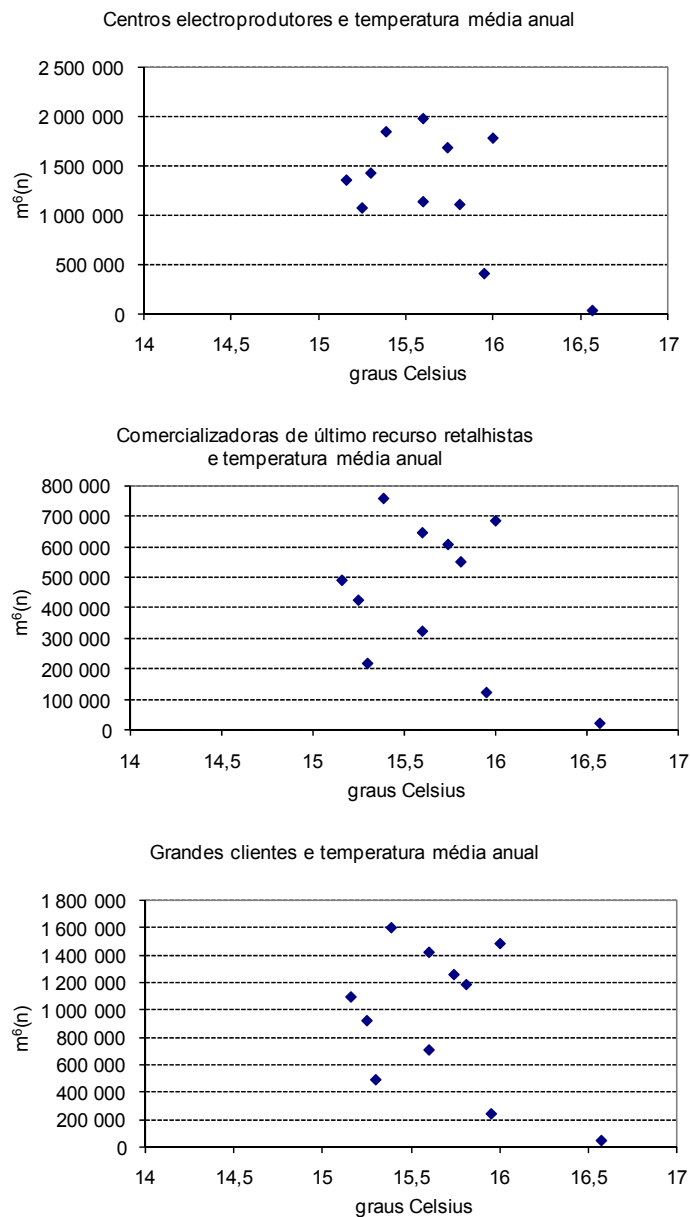 Centros electroprodutores e temperatura média anual
2 500 000
2 000 000
1 500 000
1 000 000
500 000
0
m⁶(n)
14 14,5 15 15,5 16 16,5 17
graus Celsius
Comercializadoras de último recurso retalhistas
e temperatura média anual
800 000
700 000
600 000
500 000
400 000
300 000
200 000
100 000
0
m⁶(n)
14 14,5 15 15,5 16 16,5 17
graus Celsius
Grandes clientes e temperatura média anual
1 800 000
1 600 000
1 400 000
1 200 000
1 000 000
800 000
600 000
400 000
200 000
0
m⁶(n)
14 14,5 15 15,5 16 16,5 17
graus Celsius